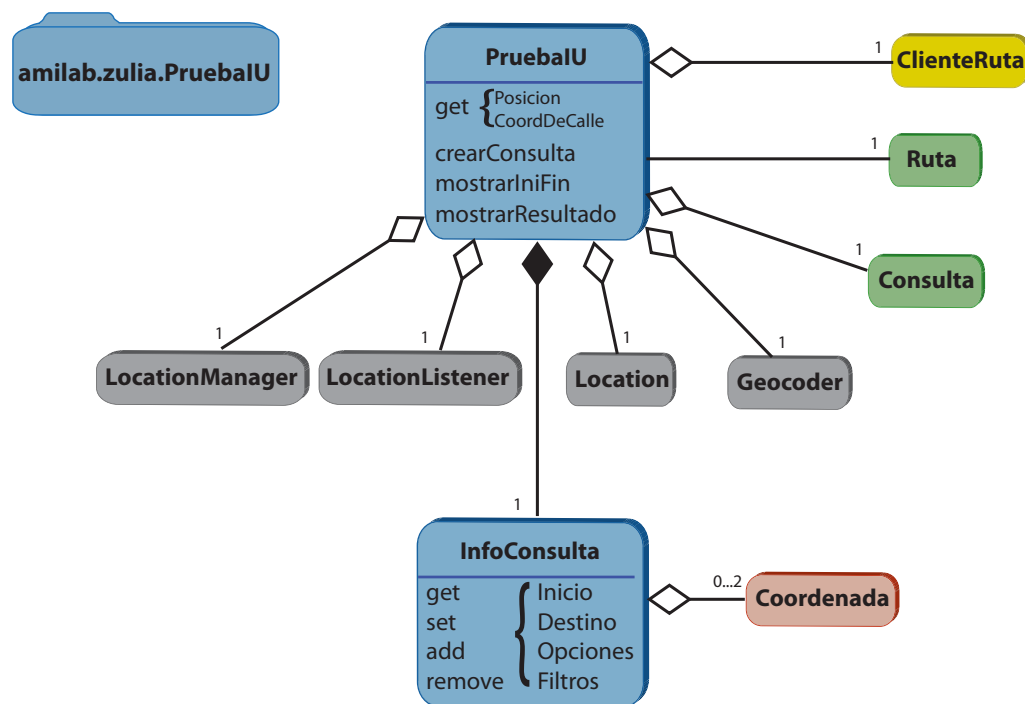 amilab.zulia.PruebaIU
PruebaIU
get { Posicion
CoordDeCalle
crearConsulta
mostrarIniFin
mostrarResultado
1
ClienteRuta
1
Ruta
1
Consulta
1
LocationManager
1
LocationListener
1
Location
1
Geocoder
1
InfoConsulta
get { Inicio
set Destino
add Opciones
remove Filtros
0...2
Coordenada